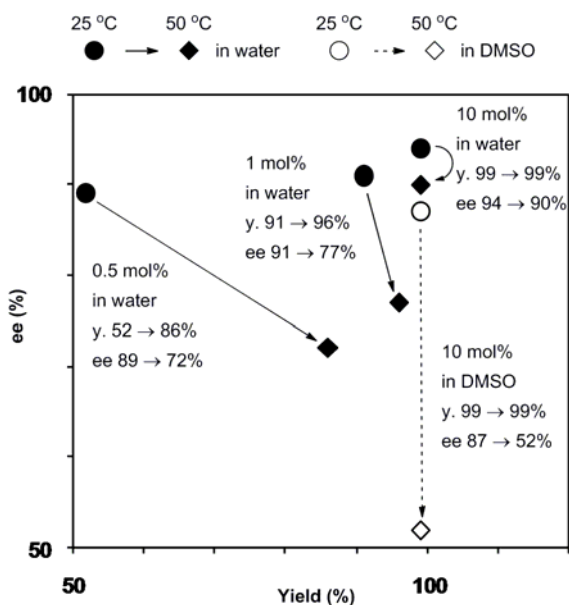 25 °C 50 °C 25 °C 50 °C
in water in DMSO
100
10 mol%
in water
y. 99 → 99%
ee 94 → 90%
1 mol%
in water
y. 91 → 96%
ee 91 → 77%
0.5 mol%
in water
y. 52 → 86%
ee 89 → 72%
10 mol%
in DMSO
y. 99 → 99%
ee 87 → 52%
ee (%)
50
50 100
Yield (%)